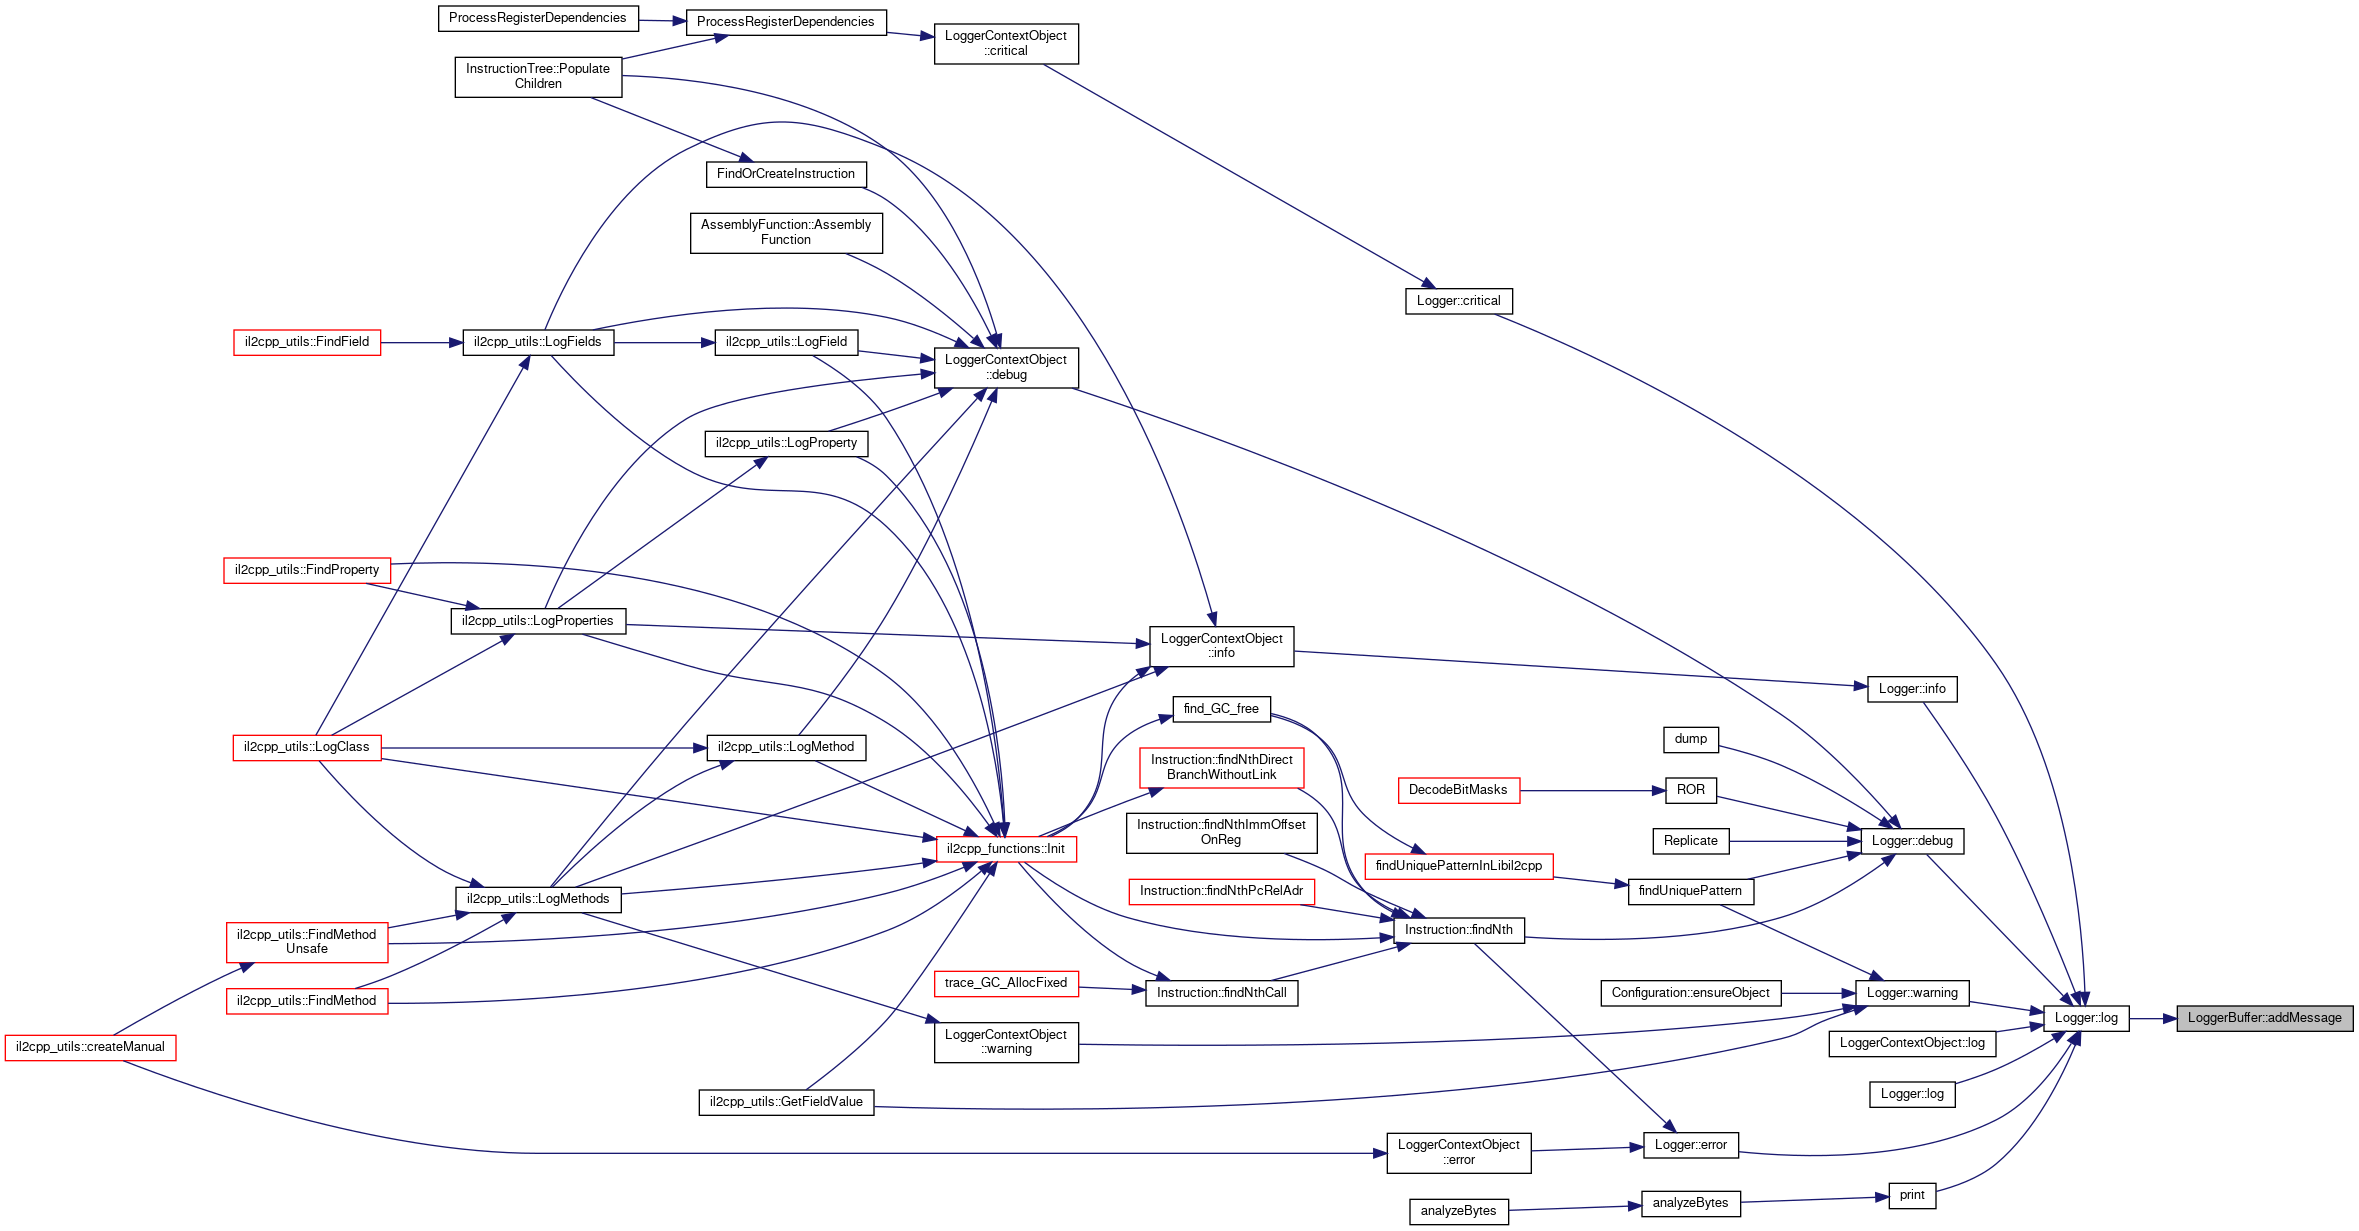 ProcessRegisterDependencies
ProcessRegisterDependencies
LoggerContextObject
::critical
InstructionTree::Populate
Children
FindOrCreateInstruction
AssemblyFunction::Assembly
Function
Logger::critical
il2cpp_utils::FindField
il2cpp_utils::LogFields
il2cpp_utils::LogField
LoggerContextObject
::debug
il2cpp_utils::LogProperty
il2cpp_utils::FindProperty
il2cpp_utils::LogProperties
LoggerContextObject
::info
Logger::info
find_GC_free
dump
il2cpp_utils::LogClass
il2cpp_utils::LogMethod
Instruction::findNthDirect
BranchWithoutLink
DecodeBitMasks
ROR
Instruction::findNthImmOffset
OnReg
Replicate
Logger::debug
il2cpp_functions::Init
findUniquePatternInLibil2cpp
findUniquePattern
Instruction::findNthPcRelAdr
il2cpp_utils::LogMethods
Instruction::findNth
il2cpp_utils::FindMethod
Unsafe
trace_GC_AllocFixed
Instruction::findNthCall
Configuration::ensureObject
Logger::warning
il2cpp_utils::FindMethod
Logger::log
LoggerBuffer::addMessage
il2cpp_utils::createManual
LoggerContextObject
::warning
LoggerContextObject::log
il2cpp_utils::GetFieldValue
Logger::log
LoggerContextObject
::error
Logger::error
print
analyzeBytes
analyzeBytes